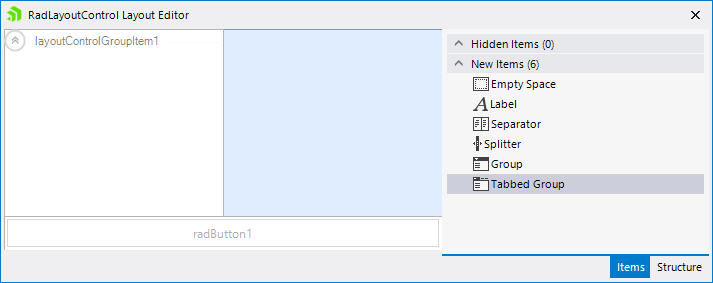 RadLayoutControl Layout Editor
layoutControlGroupItem1
radButton1
Hidden Items (0)
New Items (6)
Empty Space
A Label
Separator
Splitter
Group
Tabbed Group
Items
Structure